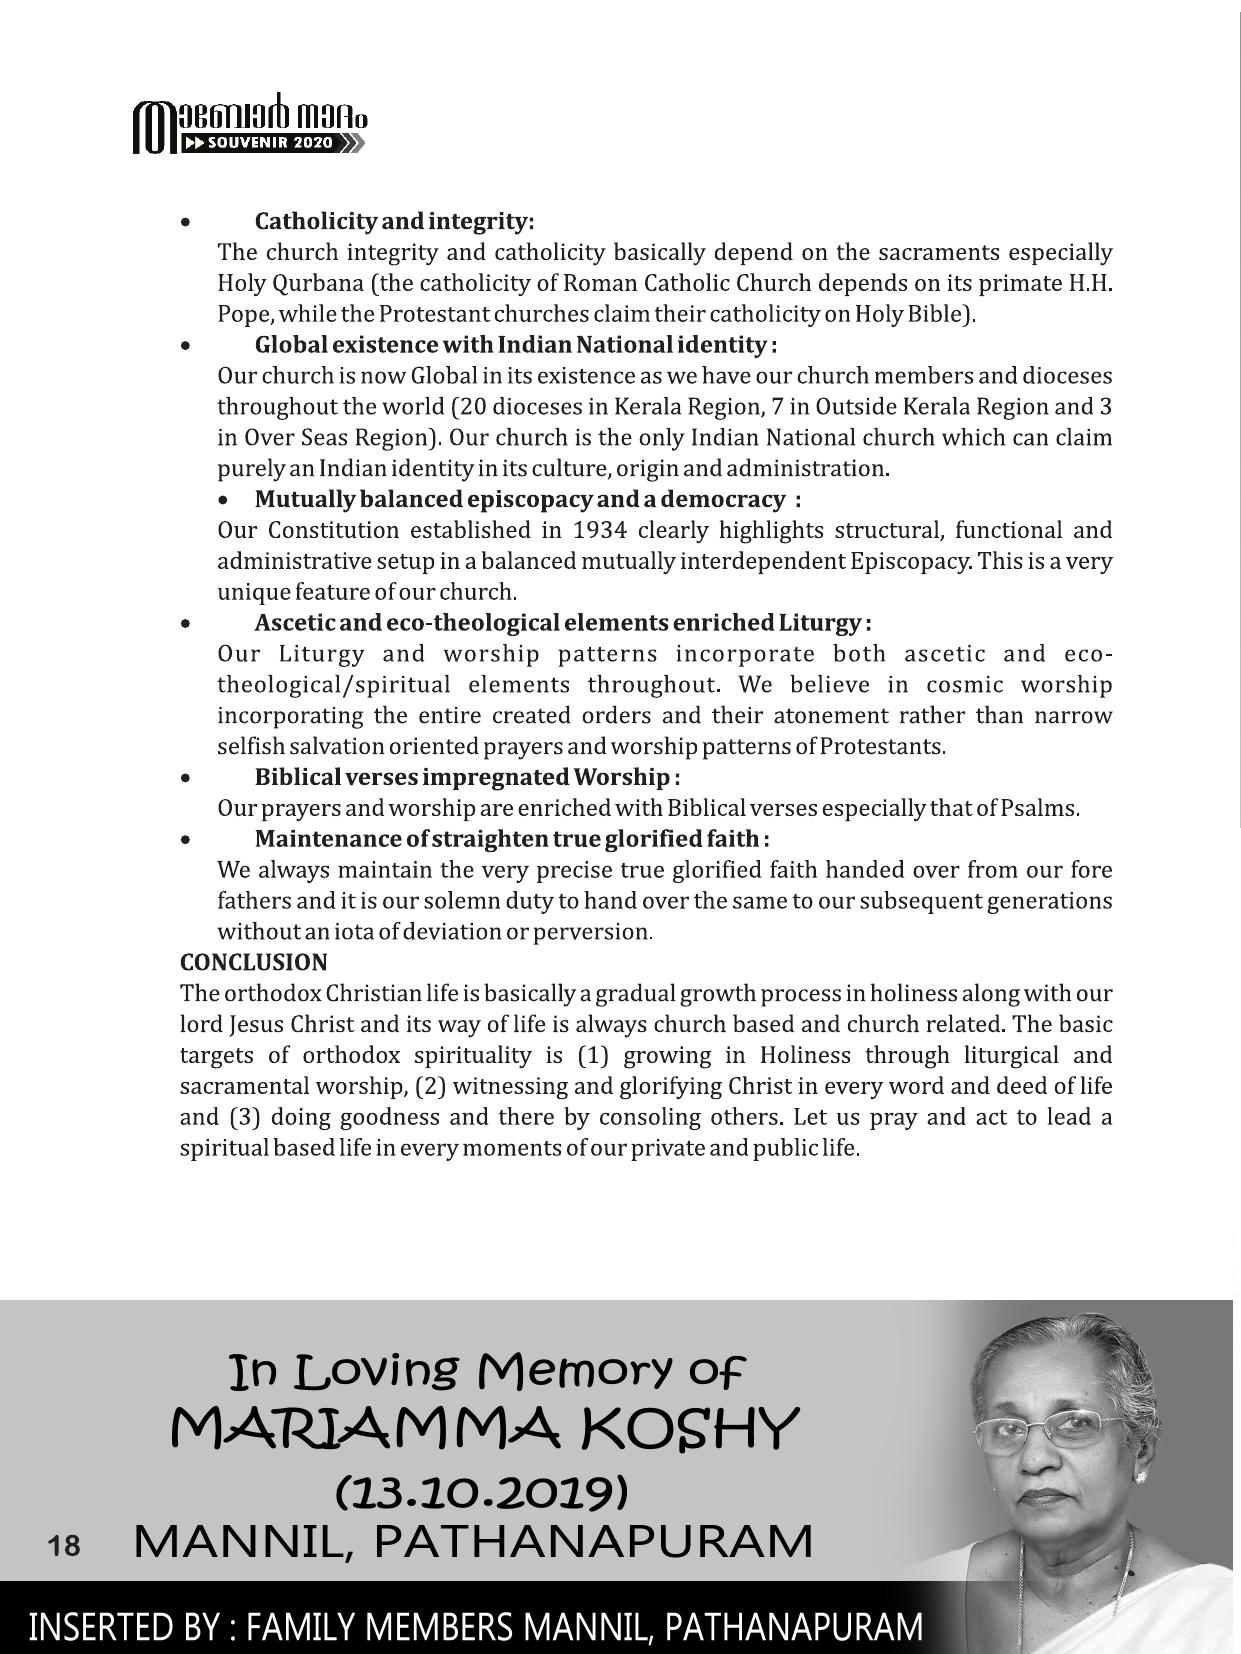 മാബേലിൽ നാദം
SOUVENIR 2020
• Catholicity and integrity:
The church integrity and catholicity basically depend on the sacraments especially
Holy Qurbana (the catholicity of Roman Catholic Church depends on its primate H.H.
Pope, while the Protestant churches claim their catholicity on Holy Bible).
• Global existence with Indian National identity :
Our church is now Global in its existence as we have our church members and dioceses
throughout the world (20 dioceses in Kerala Region, 7 in Outside Kerala Region and 3
in Over Seas Region). Our church is the only Indian National church which can claim
purely an Indian identity in its culture, origin and administration.
• Mutually balanced episcopacy and a democracy :
Our Constitution established in 1934 clearly highlights structural, functional and
administrative setup in a balanced mutually interdependent Episcopacy. This is a very
unique feature of our church.
• Ascetic and eco-theological elements enriched Liturgy :
Our Liturgy and worship patterns incorporate both ascetic and eco-
theological/spiritual elements throughout. We believe in cosmic worship
incorporating the entire created orders and their atonement rather than narrow
selfish salvation oriented prayers and worship patterns of Protestants.
• Biblical verses impregnated Worship :
Our prayers and worship are enriched with Biblical verses especially that of Psalms.
• Maintenance of straighten true glorified faith :
We always maintain the very precise true glorified faith handed over from our fore
fathers and it is our solemn duty to hand over the same to our subsequent generations
without an iota of deviation or perversion.
CONCLUSION
The orthodox Christian life is basically a gradual growth process in holiness along with our
lord Jesus Christ and its way of life is always church based and church related. The basic
targets of orthodox spirituality is (1) growing in Holiness through liturgical and
sacramental worship, (2) witnessing and glorifying Christ in every word and deed of life
and (3) doing goodness and there by consoling others. Let us pray and act to lead a
spiritual based life in every moments of our private and public life.
In Loving Memory of
MARIAMMA KOSHY
(13.10.2019)
MANNIL, PATHANAPURAM
18
INSERTED BY : FAMILY MEMBERS MANNIL, PATHANAPURAM